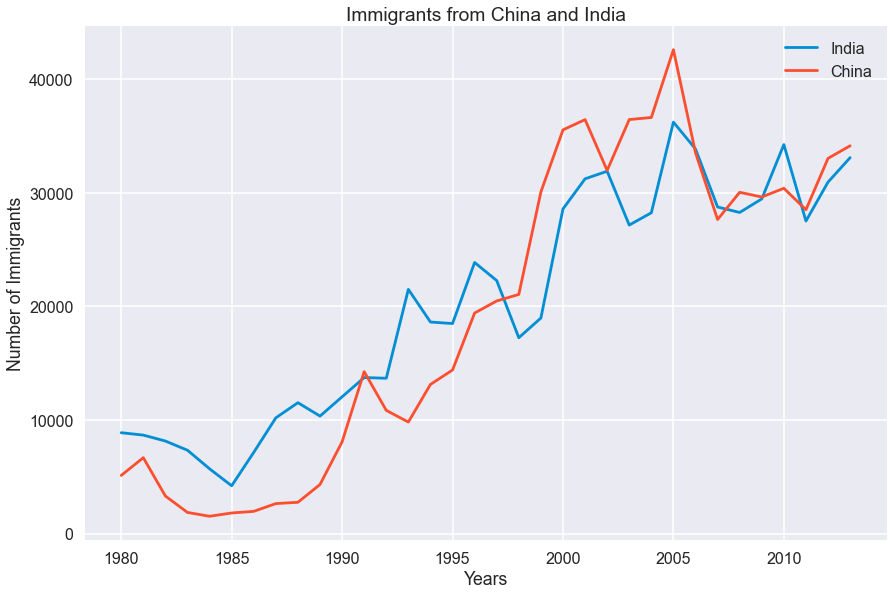 Immigrants from China and India
India
China
Number of Immigrants
40000
30000
20000
10000
0
1980 1985 1990 1995 2000 2005 2010
Years